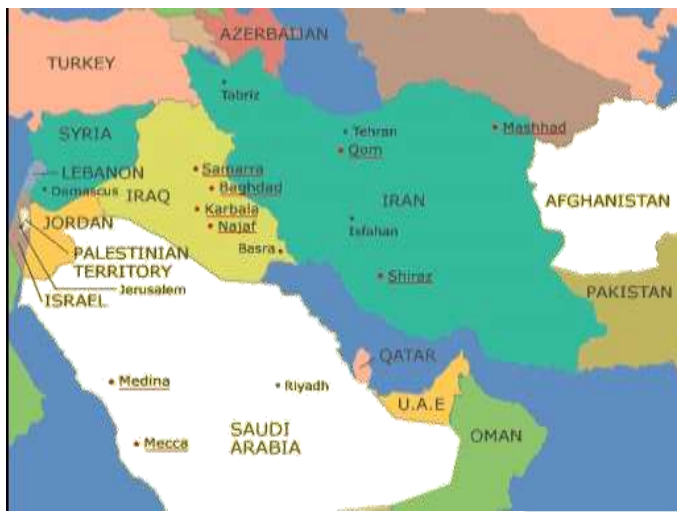 AZERBAIJAN
TURKEY
Tabriz
SYRIA
Tehran
Mashhad
Qom
LEBANON
Samarra
Damascus
IRAQ
Baghdad
IRAN
AFGHANISTAN
JORDAN
Karbala
Najaf
Isfahan
PALESTINIAN
TERRITORY
Basra
Jerusalem
Shiraz
ISRAEL
PAKISTAN
QATAR
Medina
Riyadh
U.A.E
SAUDI
ARABIA
OMAN
Mecca